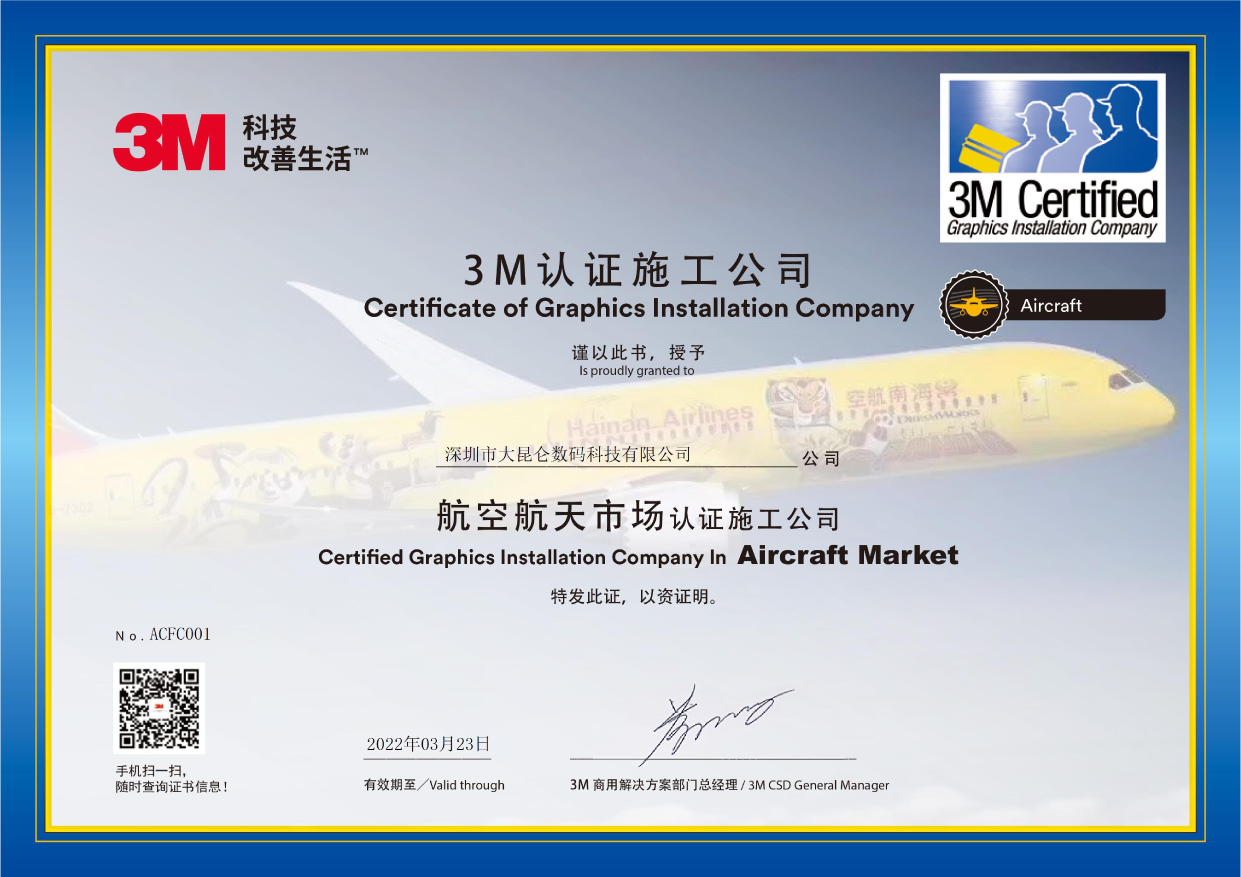 3M 科技
改善生活™
3M Certified
Graphics Installation Company
Aircraft
3M认证施工公司
Certificate of Graphics Installation Company
谨以此书，授予
Is proudly granted to
Hainan Airlines
空航南海
DREAMWORKS
深圳市大昆仑数码科技有限公司 公司
航空航天市场认证施工公司
Certified Graphics Installation Company In Aircraft Market
特发此证，以资证明。
No. ACFC001
3M
手机扫一扫，
随时查询证书信息！
2022年03月23日
有效期至／Valid through
3M 商用解决方案部门总经理 / 3M CSD General Manager